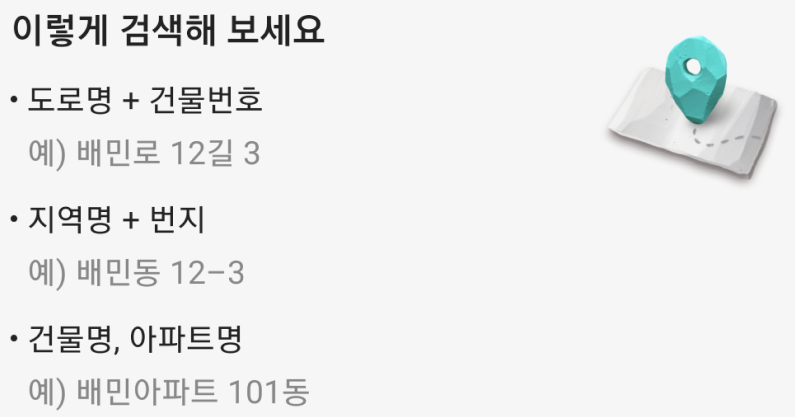 이렇게 검색해 보세요
• 도로명 + 건물번호
예) 배민로 12길 3
• 지역명 + 번지
예) 배민동 12-3
• 건물명, 아파트명
예) 배민아파트 101동